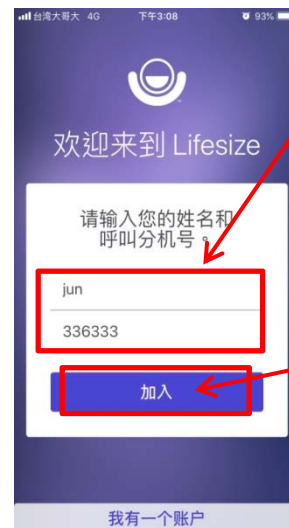 台湾大哥大 4G 下午3:08 93%
欢迎来到 Lifesize
请输入您的姓名和
呼叫分机号。
jun
336333
加入
我有一个账户